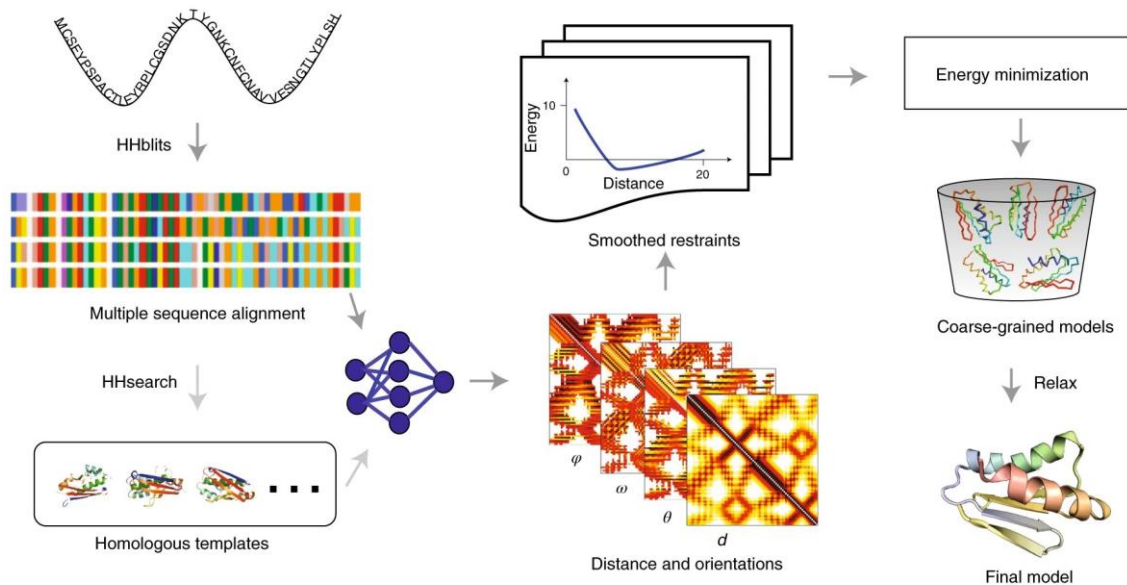 HHblits
Multiple sequence alignment
HHsearch
Homologous templates
Energy
10
0
20
Distance
Smoothed restraints
φ
ω
θ
d
Distance and orientations
Energy minimization
Coarse-grained models
Relax
Final model